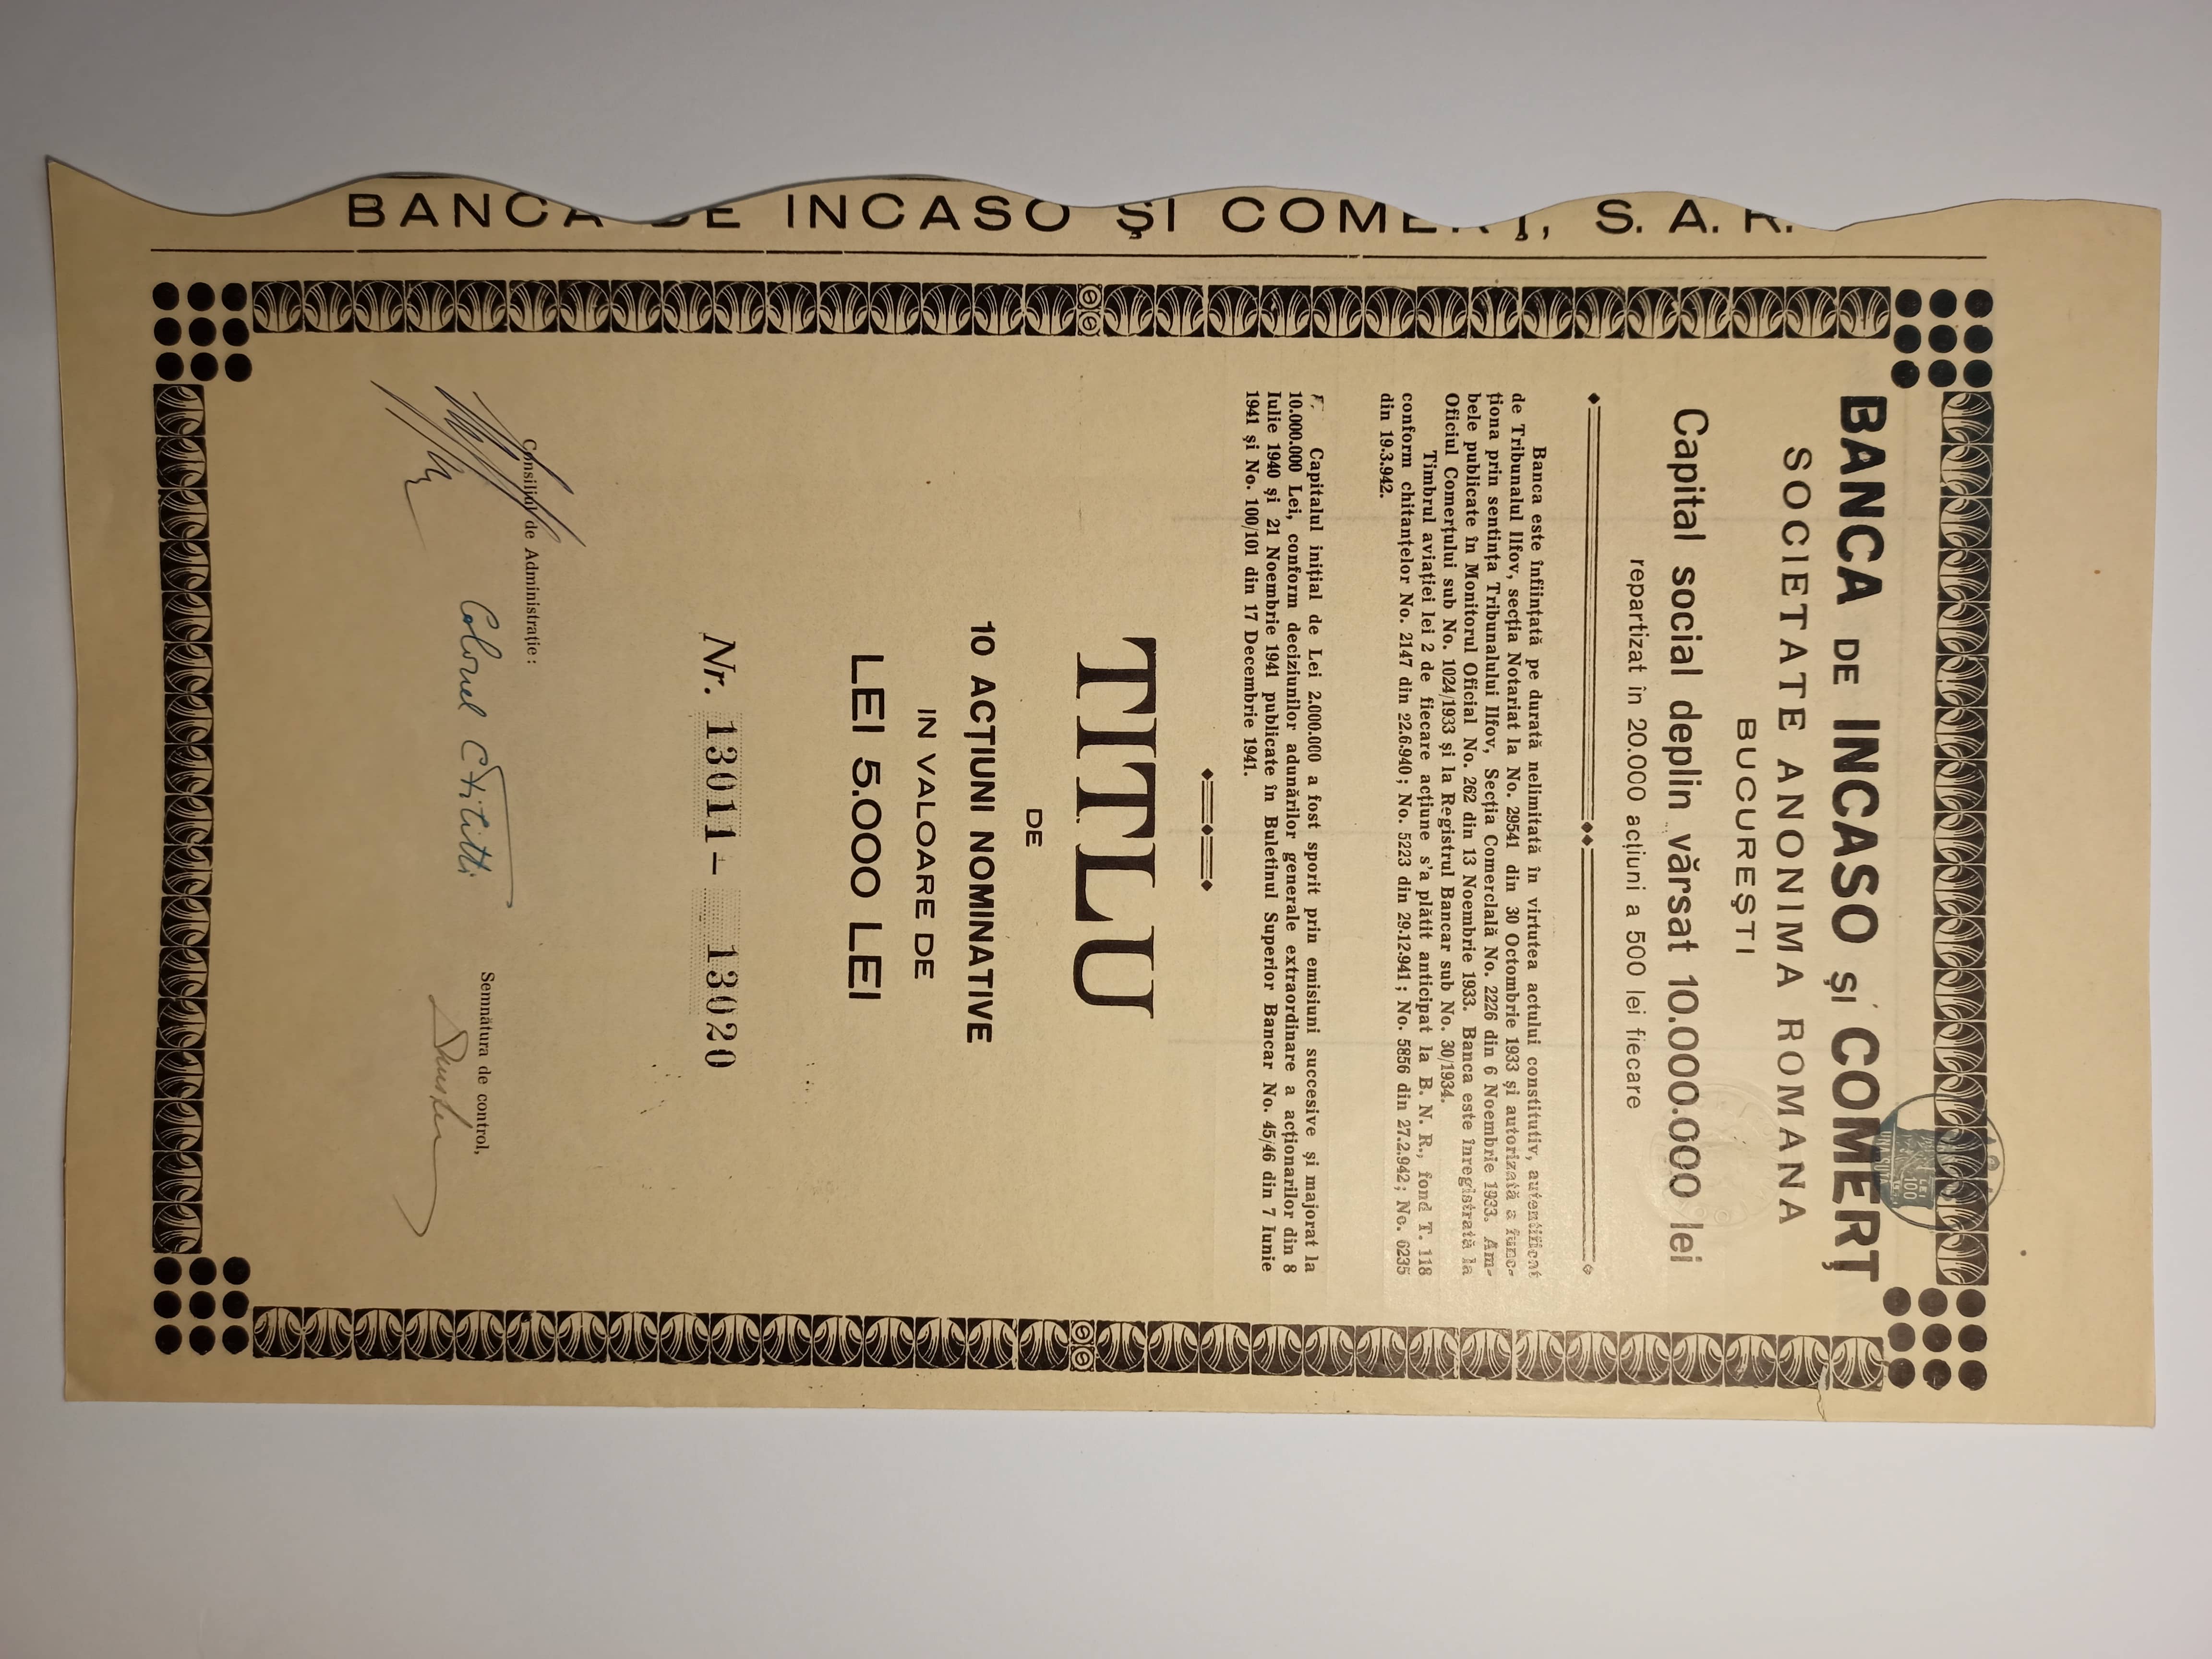 BANCA DE INCASO ŞI COMERŢ, S. A. R.
BANCA DE INCASO ŞI COMERŢ
SOCIETATE ANONIMA ROMANA
BUCUREŞTI
Capital social deplin vărsat 10.000.000 lei
repartizat în 20.000 acţiuni a 500 lei fiecare
Banca este înfiinţată pe durată nelimitată în virtutea actului constitutiv, autentificat
de Tribunalul Ilfov, secţia Notariat la No. 29541 din 30 Octombrie 1933 şi autorizată a func-
ţiona prin sentinţa Tribunalului Ilfov, Secţia Comercială No. 2226 din 6 Noembrie 1933. Am-
bele publicate în Monitorul Oficial No. 262 din 13 Noembrie 1933. Banca este înregistrată la
Oficiul Comerţului sub No. 1024/1933 şi la Registrul Bancar sub No. 30/1934.
Timbrul aviaţiei lei 2 de fiecare acţiune s'a plătit anticipat la B. N. R., fond T. 118
conform chitanţelor No. 2147 din 22.6.940; No. 5223 din 29.12.941; No. 5856 din 27.2.942; No. 6235
din 19.3.942.
Capitalul iniţial de Lei 2.000.000 a fost sporit prin emisiuni succesive şi majorat la
10.000.000 Lei, conform deciziunilor adunărilor generale extraordinare a acţionarilor din 8
Iulie 1940 şi 21 Noembrie 1941 publicate în Buletinul Superior Bancar No. 45/46 din 7 Iunie
1941 şi No. 100/101 din 17 Decembrie 1941.
TITLU
DE
10 ACŢIUNI NOMINATIVE
IN VALOARE DE
LEI 5.000 LEI
Nr. 13011 – 13020
Consiliul de Administraţie:
Semnătura de control,
Colonel
LEI
100